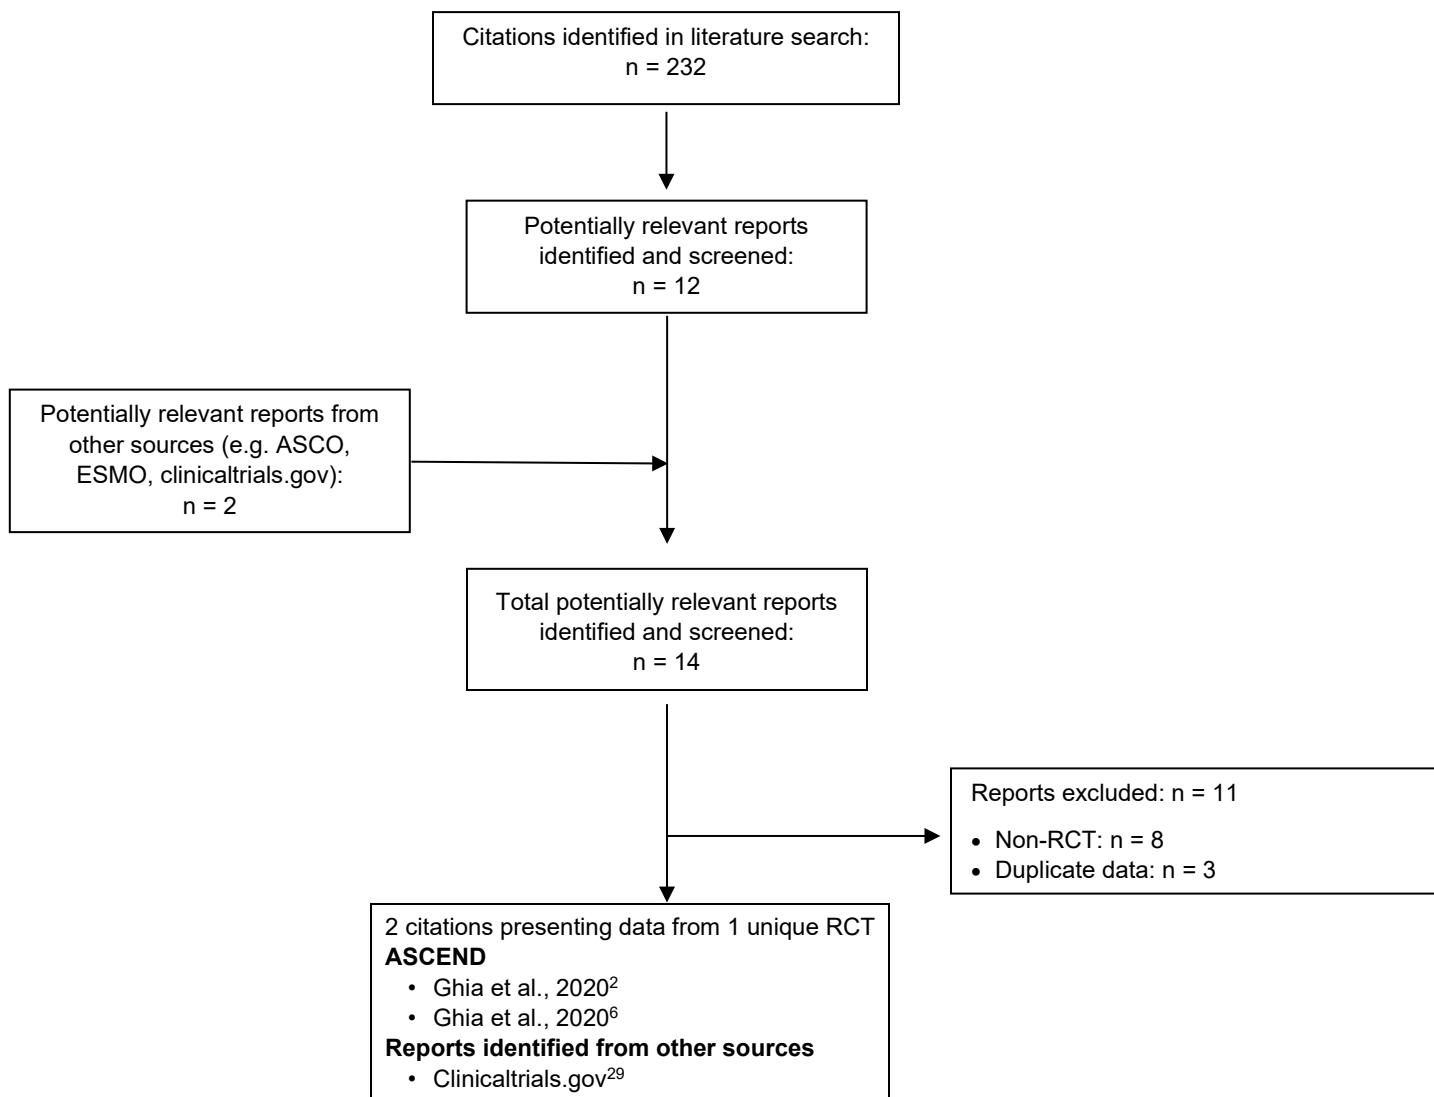 Citations identified in literature search:
n = 232
Potentially relevant reports
identified and screened:
n = 12
Potentially relevant reports from
other sources (e.g. ASCO,
ESMO, clinicaltrials.gov):
n = 2
Total potentially relevant reports
identified and screened:
n = 14
Reports excluded: n = 11
• Non-RCT: n = 8
• Duplicate data: n = 3
2 citations presenting data from 1 unique RCT
ASCEND
• Ghia et al., 2020²
• Ghia et al., 2020⁶
Reports identified from other sources
• Clinicaltrials.gov²⁹